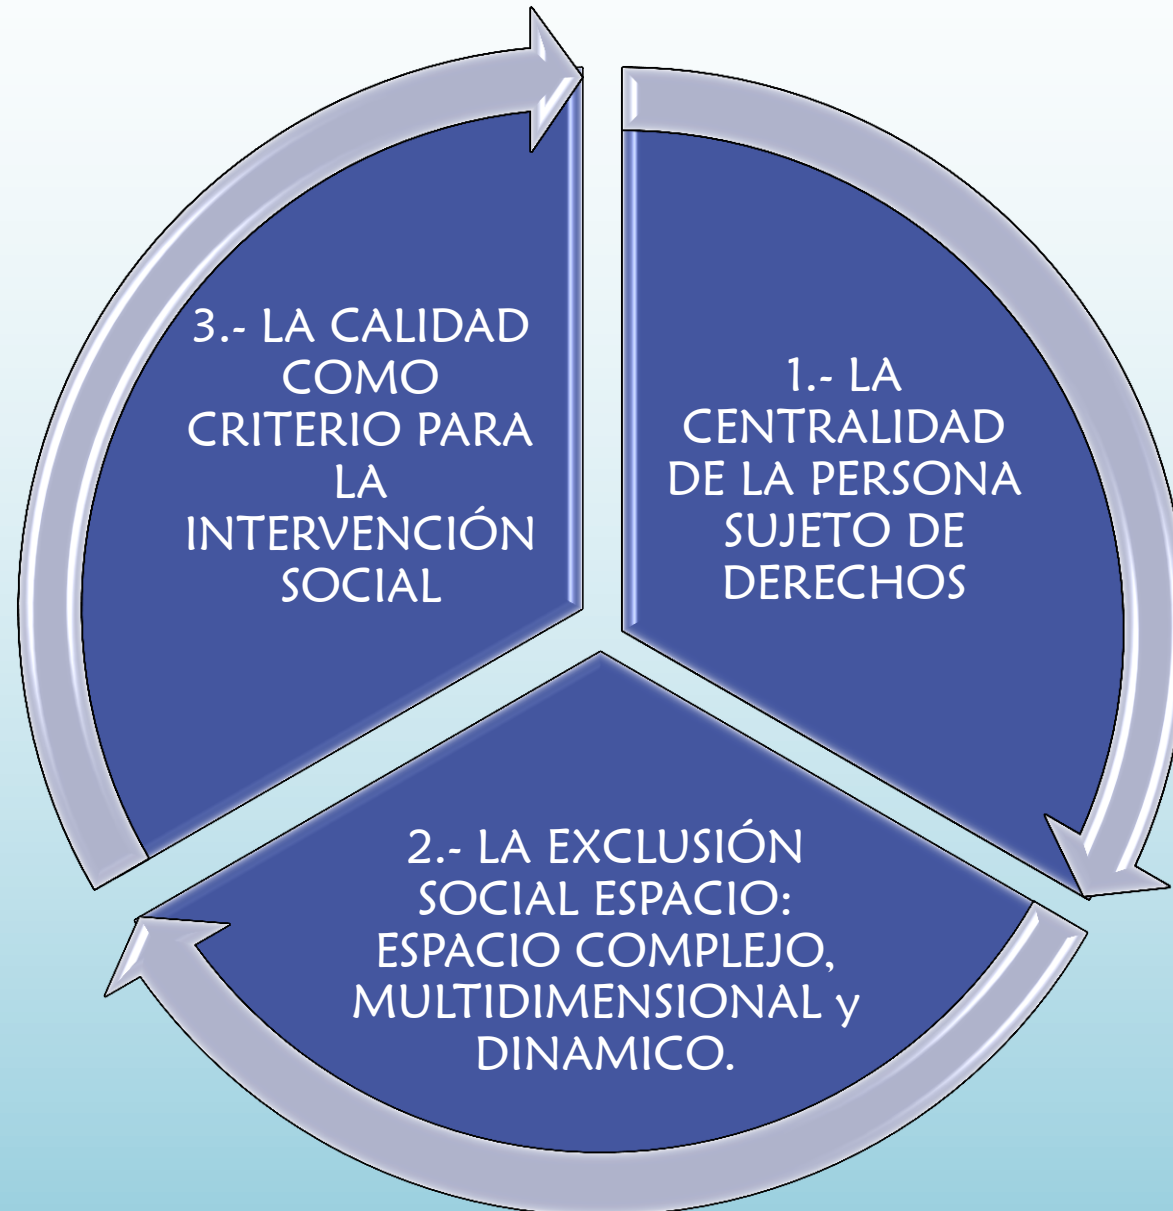 1.- LA
CENTRALIDAD
DE LA PERSONA
SUJETO DE
DERECHOS
2.- LA EXCLUSIÓN
SOCIAL ESPACIO:
ESPACIO COMPLEJO,
MULTIDIMENSIONAL y
DINAMICO.
3.- LA CALIDAD
COMO
CRITERIO PARA
LA
INTERVENCIÓN
SOCIAL